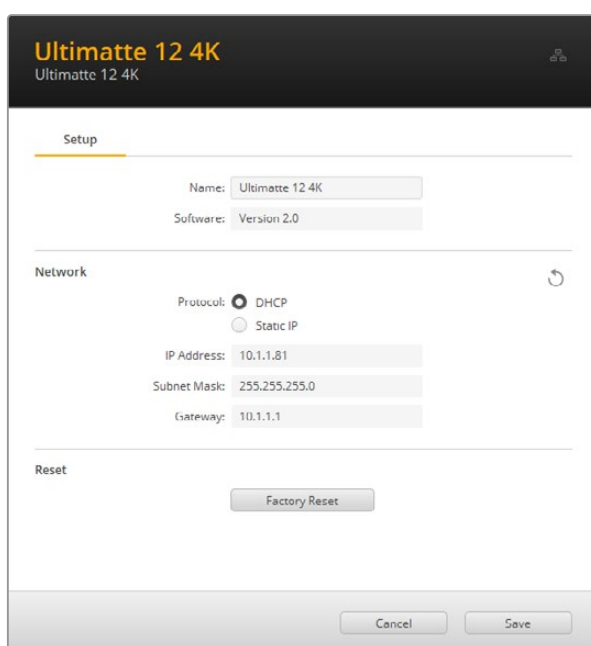 Ultimatte 12 4K
Ultimatte 12 4K
Setup
Name: Ultimatte 12 4K
Software: Version 2.0
Network
Protocol: DHCP
Static IP
IP Address: 10.1.1.81
Subnet Mask: 255.255.255.0
Gateway: 10.1.1.1
Reset
Factory Reset
Cancel Save